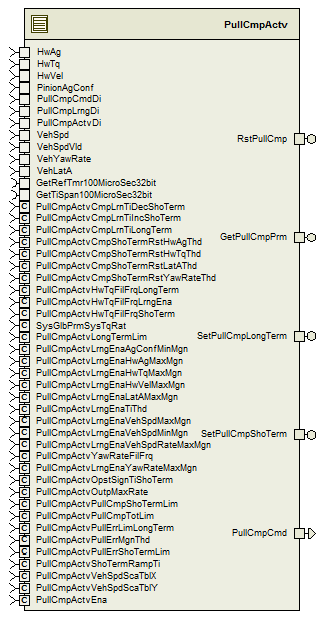 PullCmpActv
HwAg
HwTq
HwVel
PinionAgConf
PullCmpCmdDi
PullCmpLrngDi
PullCmpActvDi
VehSpd
VehSpdVld
VehYawRate
VehLatA
GetRefTmr100MicroSec32bit
GetTiSpan100MicroSec32bit
C PullCmpActvCmpLrnTiDecShoTerm
C PullCmpActvCmpLrnTiIncShoTerm
C PullCmpActvCmpLrnTiLongTerm
C PullCmpActvCmpShoTermRstHwAgThd
C PullCmpActvCmpShoTermRstHwTqThd
C PullCmpActvCmpShoTermRstLatAThd
C PullCmpActvCmpShoTermRstYawRateThd
C PullCmpActvHwTqFilFrqLongTerm
C PullCmpActvHwTqFilFrqLrngEna
C PullCmpActvHwTqFilFrqShoTerm
C SysGlbPrmSysTqRat
C PullCmpActvLongTermLim
C PullCmpActvLrngEnaAgConfMinMgn
C PullCmpActvLrngEnaHwAgMaxMgn
C PullCmpActvLrngEnaHwTqMaxMgn
C PullCmpActvLrngEnaHwVelMaxMgn
C PullCmpActvLrngEnaLatAMaxMgn
C PullCmpActvLrngEnaTiThd
C PullCmpActvLrngEnaVehSpdMaxMgn
C PullCmpActvLrngEnaVehSpdMinMgn
C PullCmpActvLrngEnaVehSpdRateMaxMgn
C PullCmpActvYawRateFilFrq
C PullCmpActvLrngEnaYawRateMaxMgn
C PullCmpActvOpstSignTiShoTerm
C PullCmpActvOutpMaxRate
C PullCmpActvPullCmpShoTermLim
C PullCmpActvPullCmpTotLim
C PullCmpActvPullErrLimLongTerm
C PullCmpActvPullErrMgnThd
C PullCmpActvPullErrShoTermLim
C PullCmpActvShoTermRampTi
C PullCmpActvVehSpdScaTblX
C PullCmpActvVehSpdScaTblY
C PullCmpActvEna
RstPullCmp
GetPullCmpPrm
SetPullCmpLongTerm
SetPullCmpShoTerm
PullCmpCmd